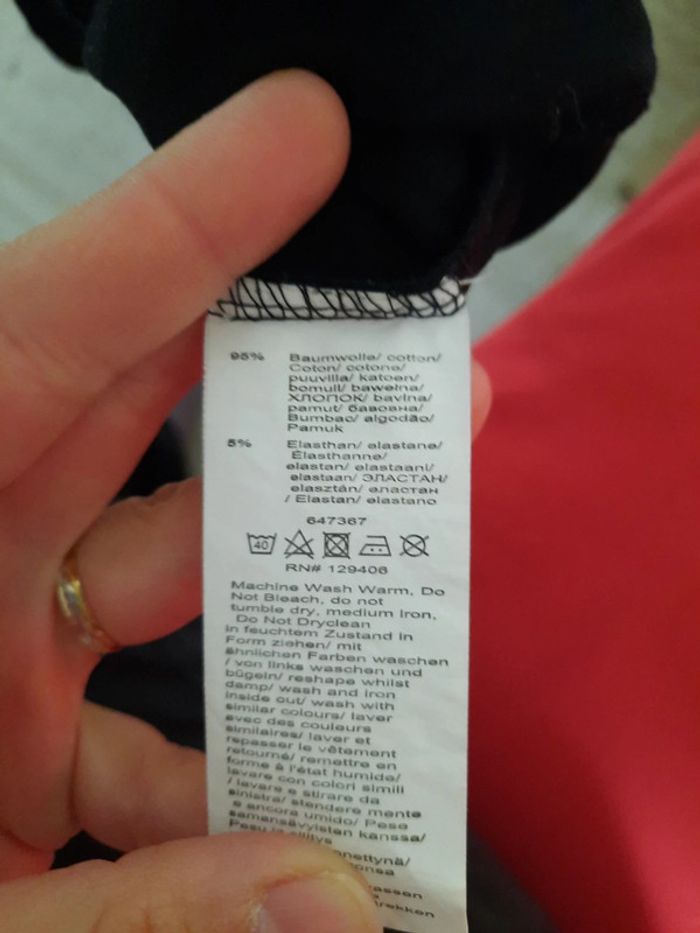 95% Baumwolle/ cotton/
Coton/ cotone/
puuvilla/ katoen/
bomull/ bawełna/
ХЛОПОК/ bavlna/
pamut/ бавовна/
Bumbac/ algodão/
Pamuk
5% Elasthan/ elastane/
Élasthanne/
elastan/ elastaani/
elastaan/ ЭЛАСТАН/
elasztán/ еластан
/ Elastan/ elastano
647367
40
RN# 129406
Machine Wash Warm, Do
Not Bleach, do not
tumble dry, medium iron,
Do Not Dryclean
in feuchtem Zustand in
Form ziehen/ mit
ähnlichen Farben waschen
/ von links waschen und
bügeln/ reshape whilst
damp/ wash and iron
inside out/ wash with
similar colours/ laver
avec des couleurs
similaires/ laver et
repasser le vêtement
retourné/ remettre en
forme à l'état humide/
lavare con colori simili
/ lavare e stirare da
sinistra/ stendere mente
e ancora umido/ Pese
samansävyisten kanssa/
Pesu